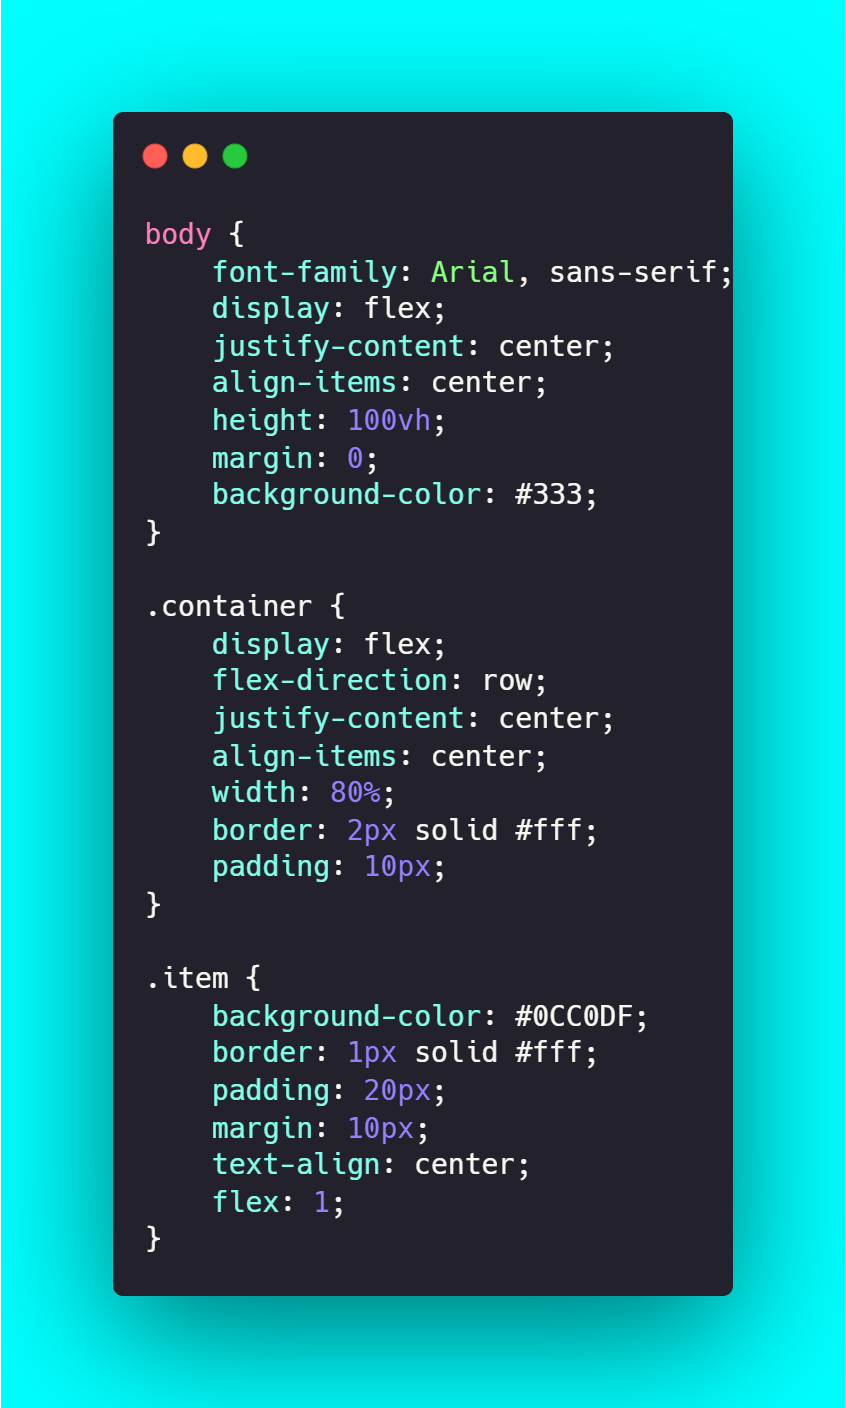 body {
    font-family: Arial, sans-serif;
    display: flex;
    justify-content: center;
    align-items: center;
    height: 100vh;
    margin: 0;
    background-color: #333;
}

.container {
    display: flex;
    flex-direction: row;
    justify-content: center;
    align-items: center;
    width: 80%;
    border: 2px solid #fff;
    padding: 10px;
}

.item {
    background-color: #0CC0DF;
    border: 1px solid #fff;
    padding: 20px;
    margin: 10px;
    text-align: center;
    flex: 1;
}